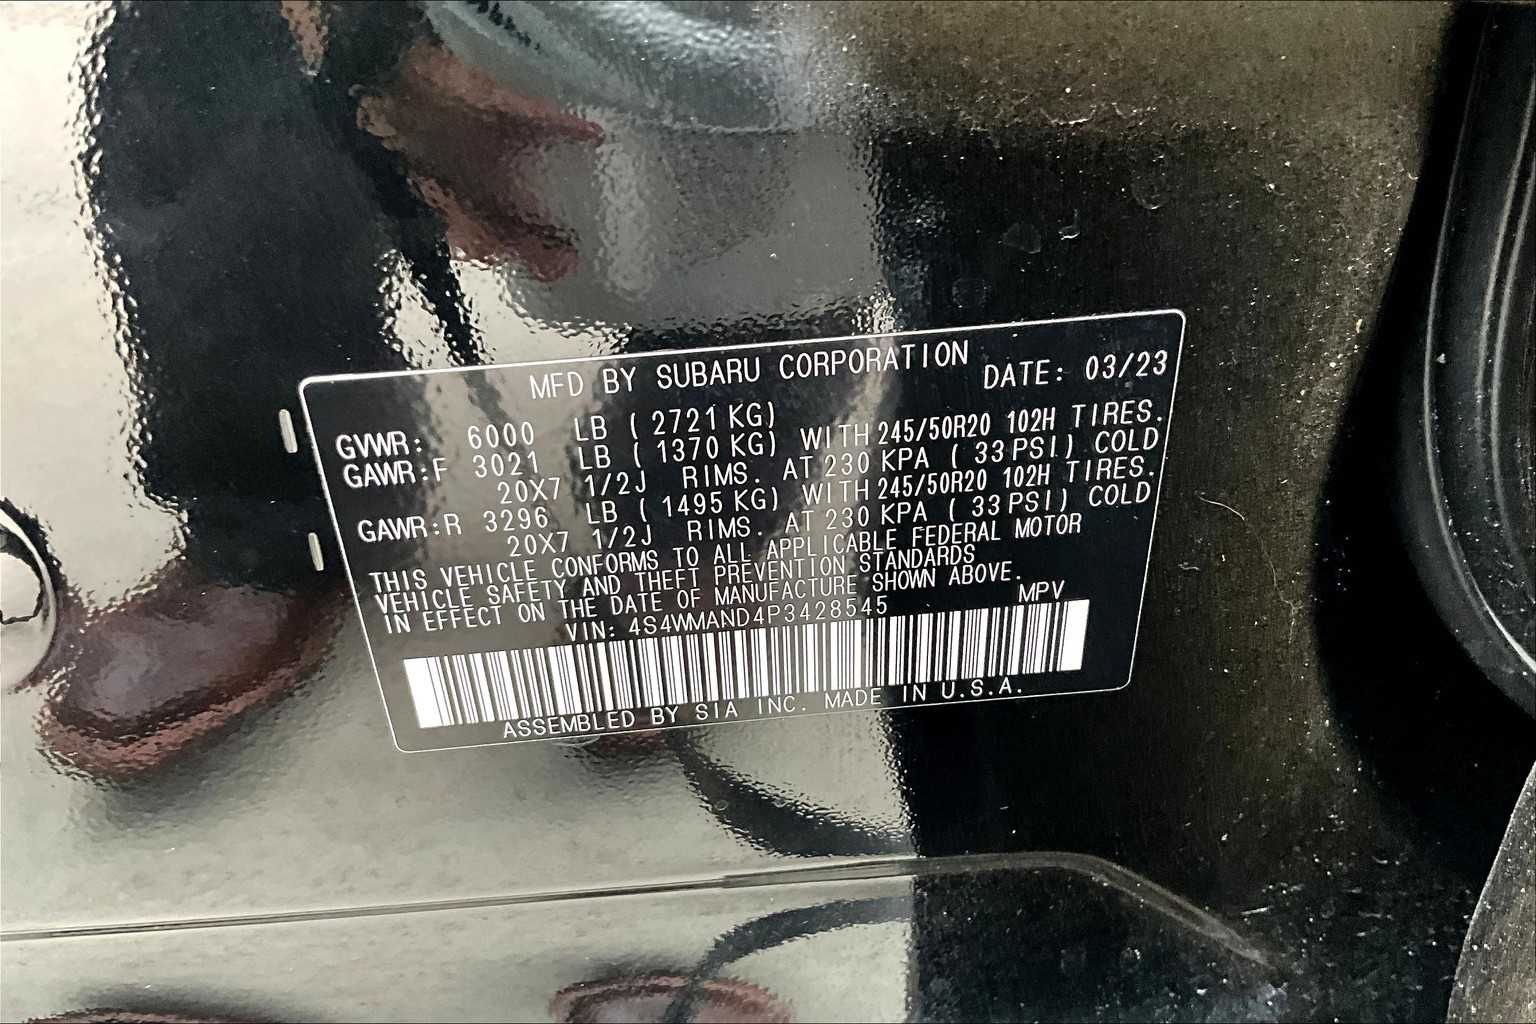 MFD BY SUBARU CORPORATION DATE: 03/23
GVWR: 6000 LB ( 2721 KG)
GAWR:F 3021 LB ( 1370 KG) WITH 245/50R20 102H TIRES.
20X7 1/2J RIMS. AT 230 KPA ( 33 PSI) COLD
GAWR:R 3296 LB ( 1495 KG) WITH 245/50R20 102H TIRES.
20X7 1/2J RIMS. AT 230 KPA ( 33 PSI) COLD
THIS VEHICLE CONFORMS TO ALL APPLICABLE FEDERAL MOTOR
VEHICLE SAFETY AND THEFT PREVENTION STANDARDS
IN EFFECT ON THE DATE OF MANUFACTURE SHOWN ABOVE.
VIN: 4S4WMAND4P3428545 MPV
ASSEMBLED BY SIA INC. MADE IN U.S.A.